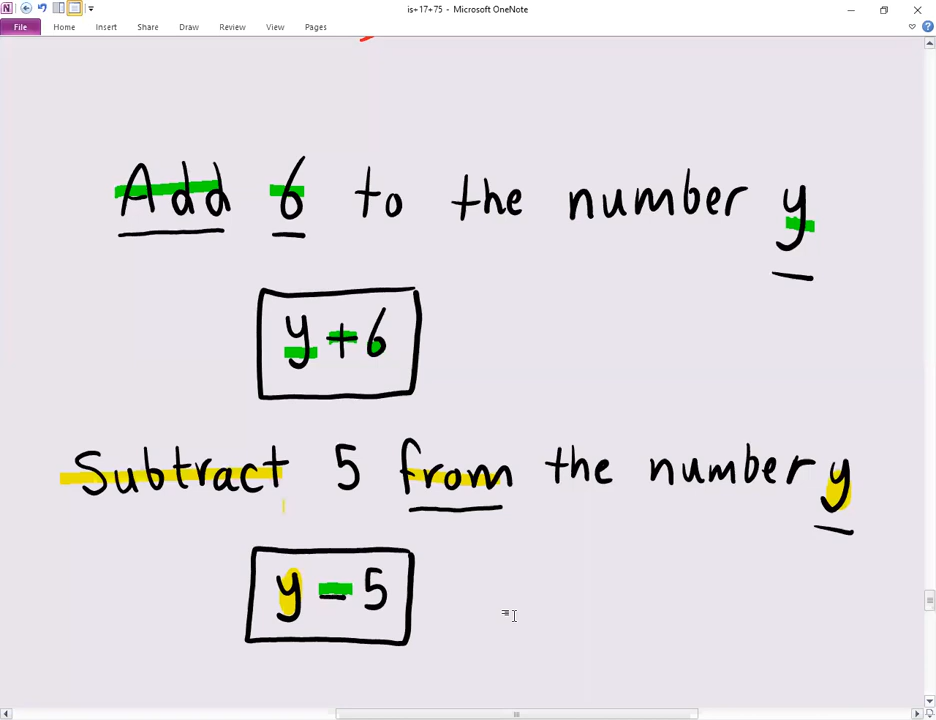 is+17+75 - Microsoft OneNote
File Home Insert Share Draw Review View Pages
Add 6 to the number y
y + 6
Subtract 5 from the number y
y - 5